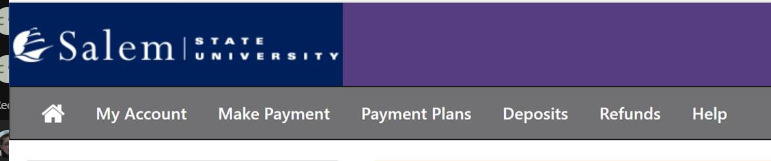 Salem STATE UNIVERSITY
My Account Make Payment Payment Plans Deposits Refunds Help